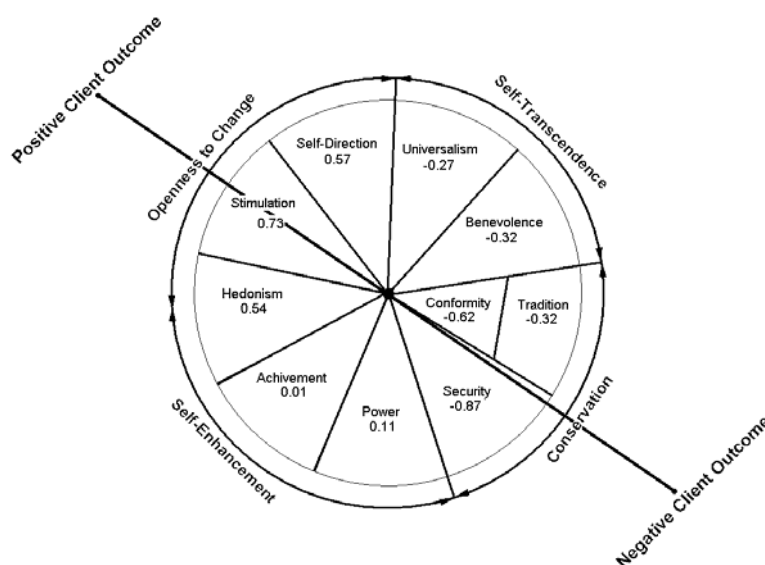 Positive Client Outcome
Openness to Change
Self-Transcendence
Self-Direction
0.57
Universalism
-0.27
Stimulation
0.73
Benevolence
-0.32
Hedonism
0.54
Conformity
-0.62
Tradition
-0.32
Achivement
0.01
Power
0.11
Security
-0.87
Self-Enhancement
Conservation
Negative Client Outcome